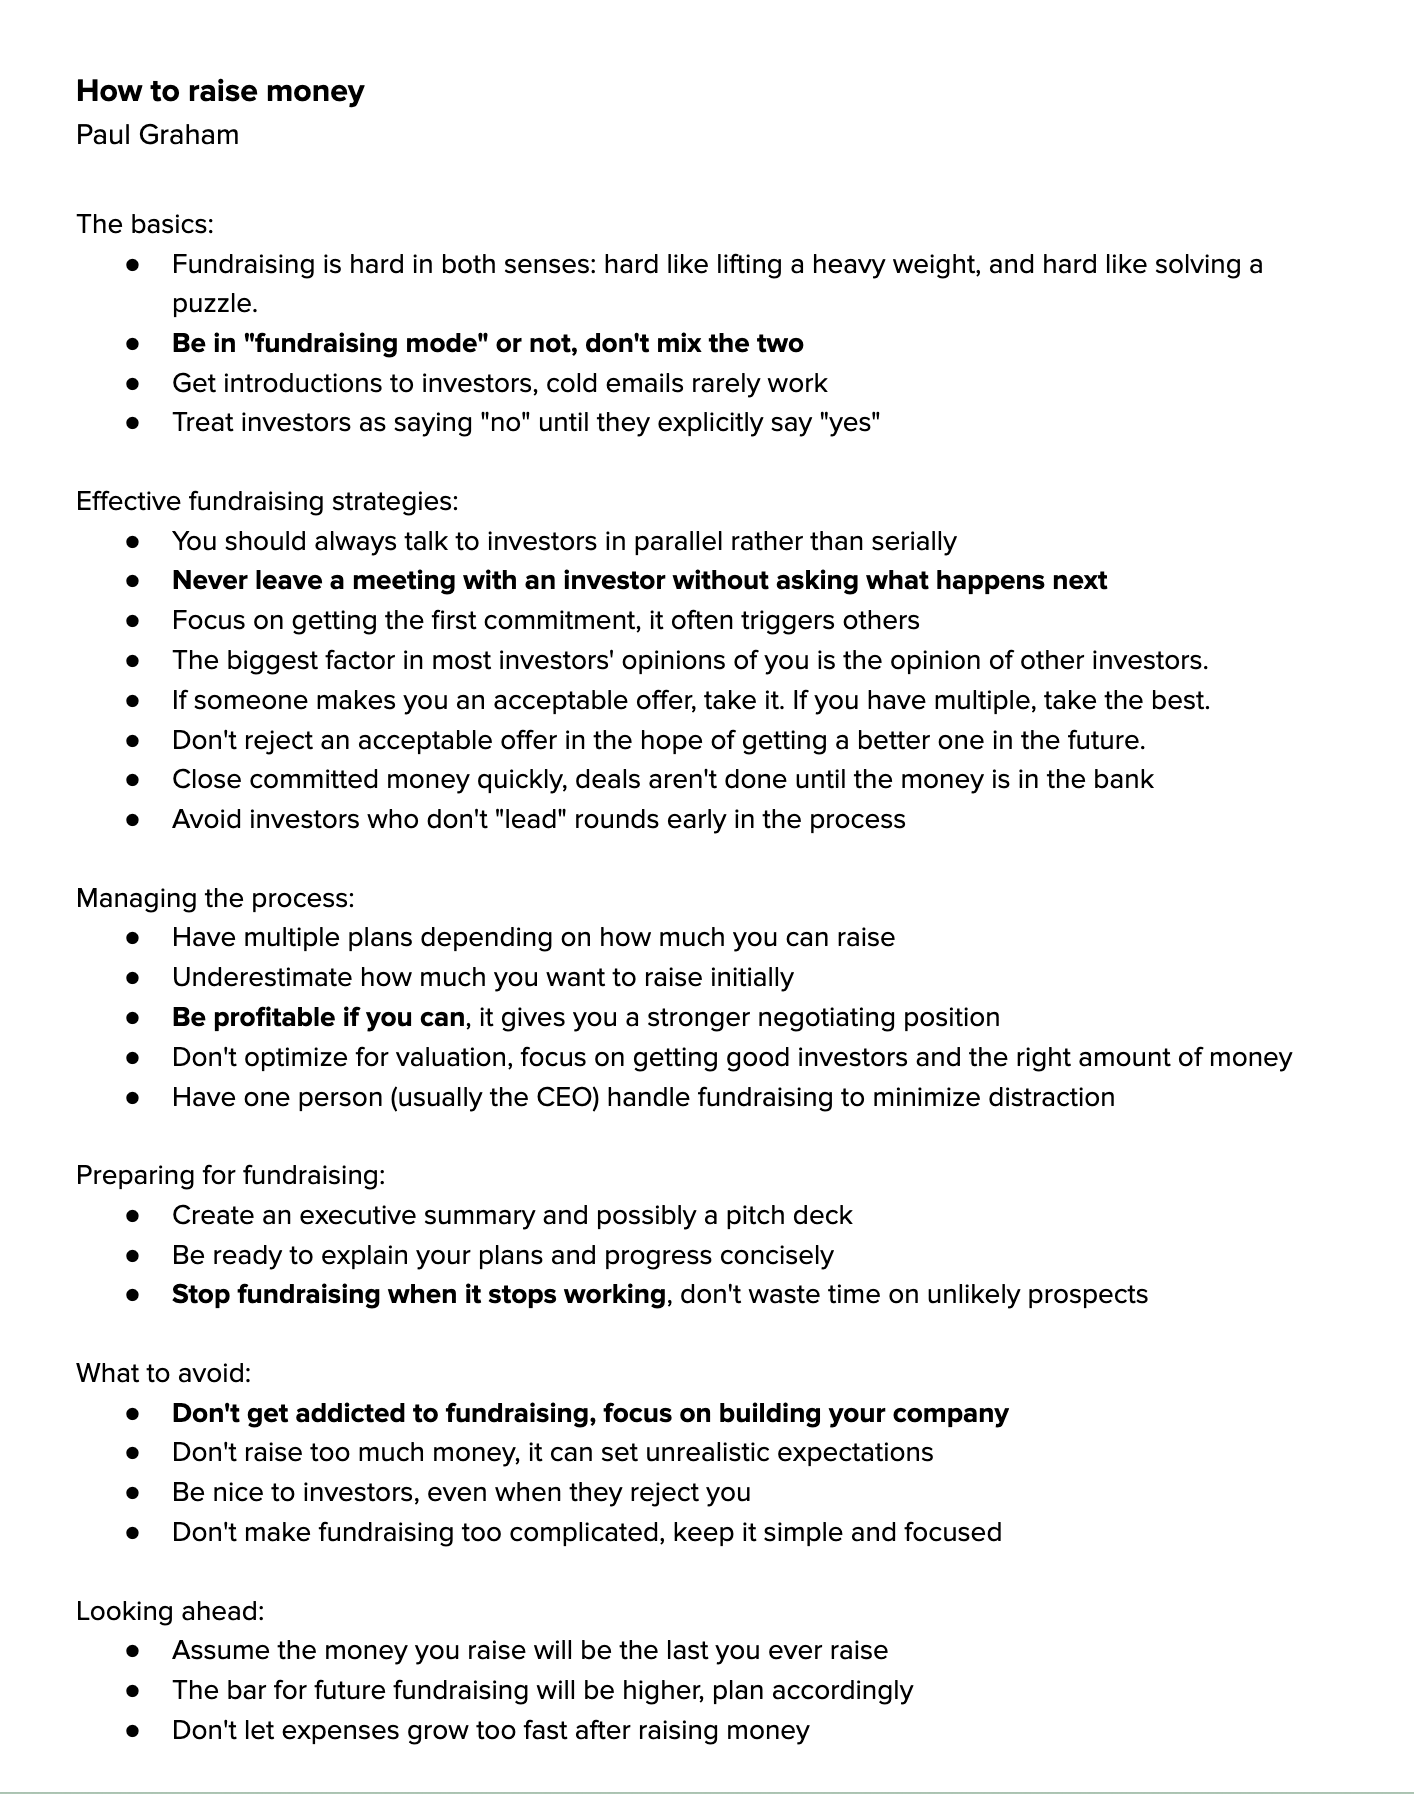 How to raise money
Paul Graham
The basics:
● Fundraising is hard in both senses: hard like lifting a heavy weight, and hard like solving a
puzzle.
● Be in "fundraising mode" or not, don't mix the two
● Get introductions to investors, cold emails rarely work
● Treat investors as saying "no" until they explicitly say "yes"
Effective fundraising strategies:
● You should always talk to investors in parallel rather than serially
● Never leave a meeting with an investor without asking what happens next
● Focus on getting the first commitment, it often triggers others
● The biggest factor in most investors' opinions of you is the opinion of other investors.
● If someone makes you an acceptable offer, take it. If you have multiple, take the best.
● Don't reject an acceptable offer in the hope of getting a better one in the future.
● Close committed money quickly, deals aren't done until the money is in the bank
● Avoid investors who don't "lead" rounds early in the process
Managing the process:
● Have multiple plans depending on how much you can raise
● Underestimate how much you want to raise initially
● Be profitable if you can, it gives you a stronger negotiating position
● Don't optimize for valuation, focus on getting good investors and the right amount of money
● Have one person (usually the CEO) handle fundraising to minimize distraction
Preparing for fundraising:
● Create an executive summary and possibly a pitch deck
● Be ready to explain your plans and progress concisely
● Stop fundraising when it stops working, don't waste time on unlikely prospects
What to avoid:
● Don't get addicted to fundraising, focus on building your company
● Don't raise too much money, it can set unrealistic expectations
● Be nice to investors, even when they reject you
● Don't make fundraising too complicated, keep it simple and focused
Looking ahead:
● Assume the money you raise will be the last you ever raise
● The bar for future fundraising will be higher, plan accordingly
● Don't let expenses grow too fast after raising money